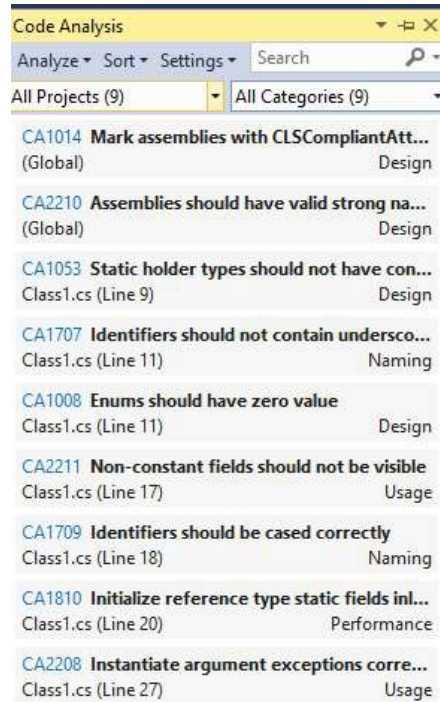 Code Analysis
Analyze Sort Settings Search
All Projects (9) All Categories (9)
CA1014 Mark assemblies with CLSCompliantAtt...
(Global) Design
CA2210 Assemblies should have valid strong na...
(Global) Design
CA1053 Static holder types should not have con...
Class1.cs (Line 9) Design
CA1707 Identifiers should not contain undersco...
Class1.cs (Line 11) Naming
CA1008 Enums should have zero value
Class1.cs (Line 11) Design
CA2211 Non-constant fields should not be visible
Class1.cs (Line 17) Usage
CA1709 Identifiers should be cased correctly
Class1.cs (Line 18) Naming
CA1810 Initialize reference type static fields inl...
Class1.cs (Line 20) Performance
CA2208 Instantiate argument exceptions corre...
Class1.cs (Line 27) Usage